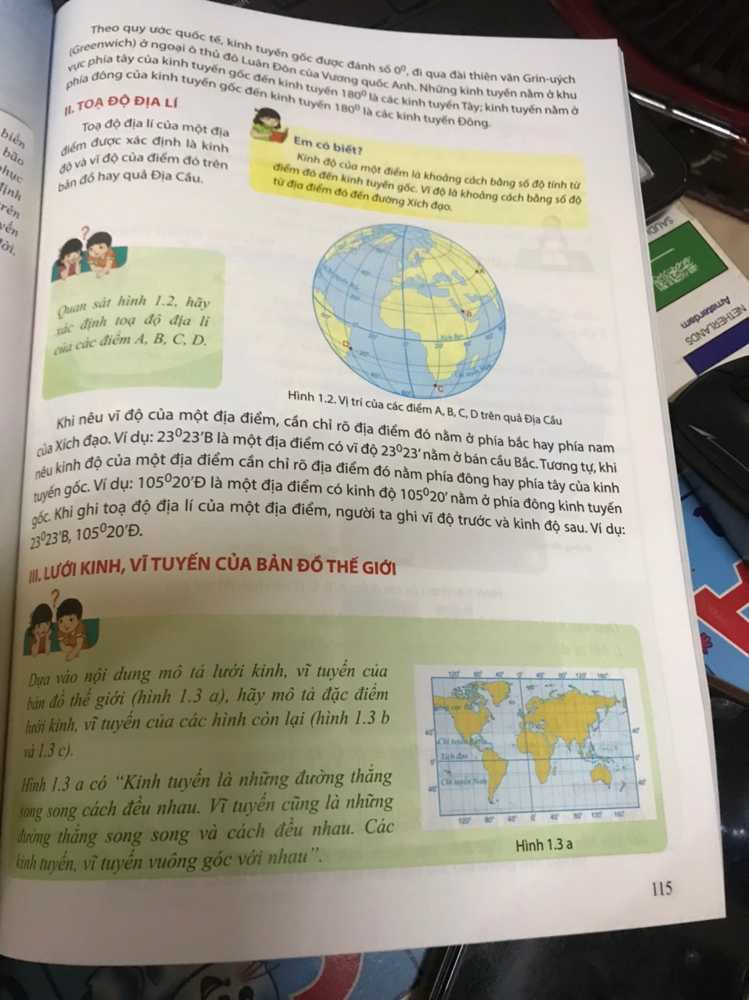 Theo quy ước quốc tế, kinh tuyến gốc được đánh số 0⁰, đi qua đài thiên văn Grin-uých
(Greenwich) ở ngoại ô thủ đô Luân Đôn của Vương quốc Anh. Những kinh tuyến nằm ở khu
vực phía tây của kinh tuyến gốc đến kinh tuyến 180⁰ là các kinh tuyến Tây; kinh tuyến nằm ở
phía đông của kinh tuyến gốc đến kinh tuyến 180⁰ là các kinh tuyến Đông.
II. TOẠ ĐỘ ĐỊA LÍ
Toạ độ địa lí của một địa
điểm được xác định là kinh
độ và vĩ độ của điểm đó trên
bản đồ hay quả Địa Cầu.
Em có biết?
Kinh độ của một điểm là khoảng cách bằng số độ tính từ
điểm đó đến kinh tuyến gốc. Vĩ độ là khoảng cách bằng số độ
từ địa điểm đó đến đường Xích đạo.
biển
bão
định
trên
yến
tời,
?
Quan sát hình 1.2, hãy
xác định toạ độ địa lí
của các điểm A, B, C, D.
A
B
C
D
Xích đạo
Hình 1.2. Vị trí của các điểm A, B, C, D trên quả Địa Cầu
Khi nêu vĩ độ của một địa điểm, cần chỉ rõ địa điểm đó nằm ở phía bắc hay phía nam
của Xích đạo. Ví dụ: 23⁰23’B là một địa điểm có vĩ độ 23⁰23’ nằm ở bán cầu Bắc. Tương tự, khi
nêu kinh độ của một địa điểm cần chỉ rõ địa điểm đó nằm phía đông hay phía tây của kinh
tuyến gốc. Ví dụ: 105⁰20’Đ là một địa điểm có kinh độ 105⁰20’ nằm ở phía đông kinh tuyến
gốc. Khi ghi toạ độ địa lí của một địa điểm, người ta ghi vĩ độ trước và kinh độ sau. Ví dụ:
23⁰23’B, 105⁰20’Đ.
III. LƯỚI KINH, VĨ TUYẾN CỦA BẢN ĐỒ THẾ GIỚI
?
Dựa vào nội dung mô tả lưới kinh, vĩ tuyến của
bản đồ thế giới (hình 1.3 a), hãy mô tả đặc điểm
lưới kinh, vĩ tuyến của các hình còn lại (hình 1.3 b
và 1.3 c).
Hình 1.3 a có “Kinh tuyến là những đường thẳng
song song cách đều nhau. Vĩ tuyến cũng là những
đường thẳng song song và cách đều nhau. Các
kinh tuyến, vĩ tuyến vuông góc với nhau”.
120° 80° 40° 0° 40° 80° 120° 160°
40° 40°
Chí tuyến Bắc
Xích đạo
0° 0°
Chí tuyến Nam
40° 40°
120° 80° 40° 0° 40° 80° 120° 160°
Hình 1.3 a
115
SAUDI
NETHERLANDS
Amsterdam